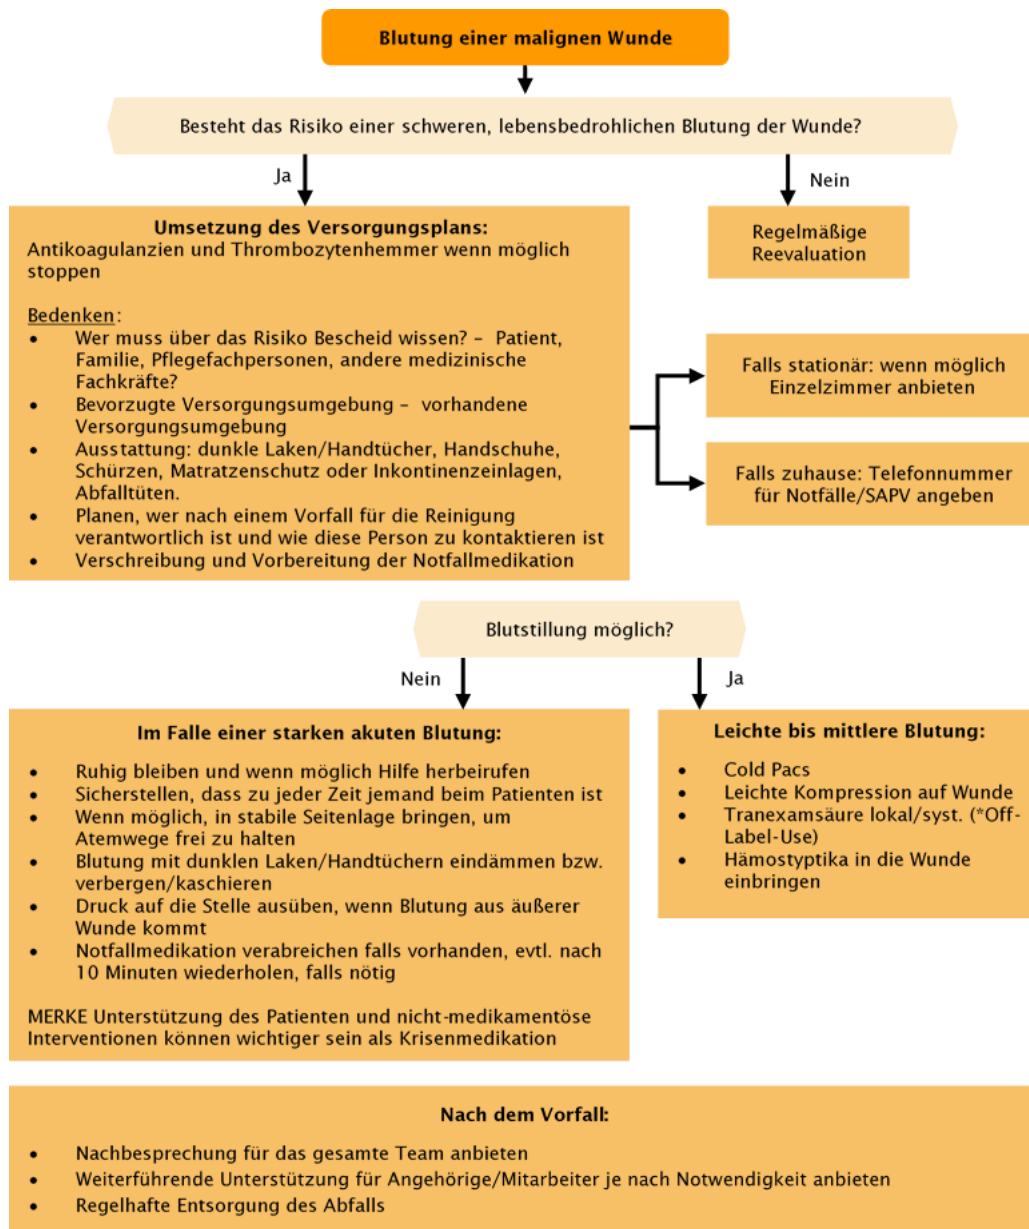 Blutung einer malignen Wunde
Besteht das Risiko einer schweren, lebensbedrohlichen Blutung der Wunde?
Ja
Nein
Umsetzung des Versorgungsplans:
Antikoagulanzien und Thrombozytenhemmer wenn möglich
stoppen
Bedenken:
• Wer muss über das Risiko Bescheid wissen? – Patient,
Familie, Pflegefachpersonen, andere medizinische
Fachkräfte?
• Bevorzugte Versorgungsumgebung – vorhandene
Versorgungsumgebung
• Ausstattung: dunkle Laken/Handtücher, Handschuhe,
Schürzen, Matratzenschutz oder Inkontinenzeinlagen,
Abfalltüten.
• Planen, wer nach einem Vorfall für die Reinigung
verantwortlich ist und wie diese Person zu kontaktieren ist
• Verschreibung und Vorbereitung der Notfallmedikation
Regelmäßige
Reevaluation
Falls stationär: wenn möglich
Einzelzimmer anbieten
Falls zuhause: Telefonnummer
für Notfälle/SAPV angeben
Blutstillung möglich?
Nein
Ja
Im Falle einer starken akuten Blutung:
• Ruhig bleiben und wenn möglich Hilfe herbeirufen
• Sicherstellen, dass zu jeder Zeit jemand beim Patienten ist
• Wenn möglich, in stabile Seitenlage bringen, um
Atemwege frei zu halten
• Blutung mit dunklen Laken/Handtüchern eindämmen bzw.
verbergen/kaschieren
• Druck auf die Stelle ausüben, wenn Blutung aus äußerer
Wunde kommt
• Notfallmedikation verabreichen falls vorhanden, evtl. nach
10 Minuten wiederholen, falls nötig
MERKE Unterstützung des Patienten und nicht-medikamentöse
Interventionen können wichtiger sein als Krisenmedikation
Leichte bis mittlere Blutung:
• Cold Pacs
• Leichte Kompression auf Wunde
• Tranexamsäure lokal/syst. (*Off-
Label-Use)
• Hämostyptika in die Wunde
einbringen
Nach dem Vorfall:
• Nachbesprechung für das gesamte Team anbieten
• Weiterführende Unterstützung für Angehörige/Mitarbeiter je nach Notwendigkeit anbieten
• Regelhafte Entsorgung des Abfalls